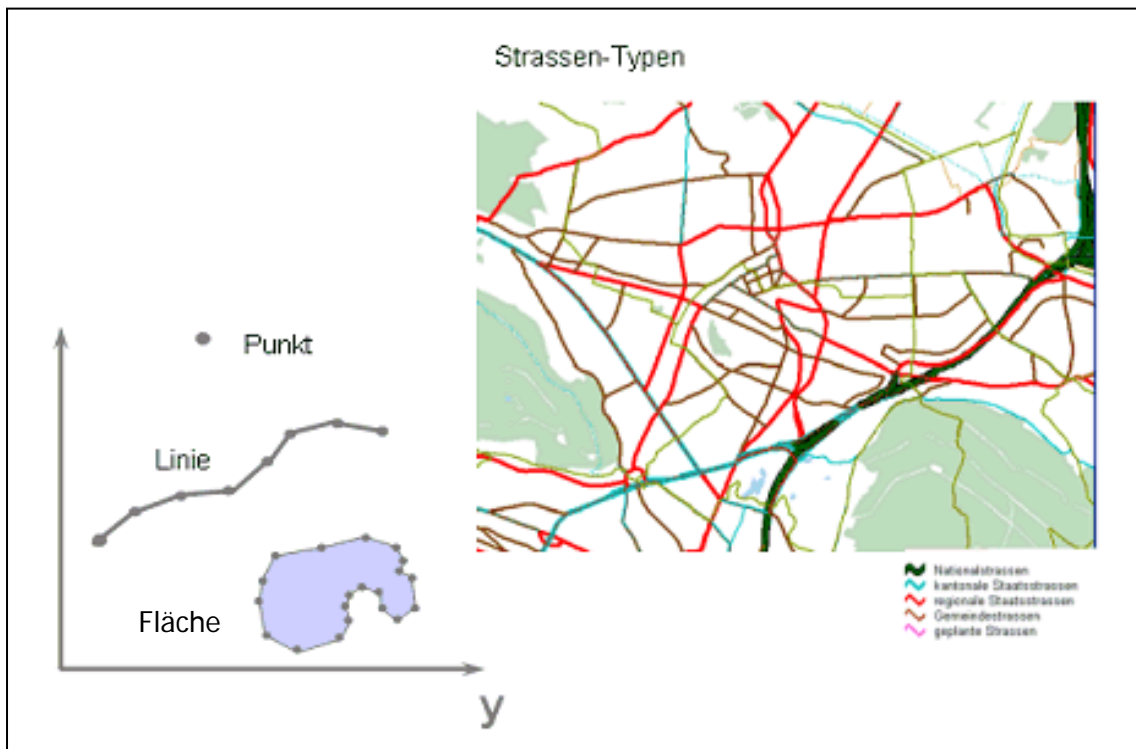 Strassen-Typen
Punkt
Linie
Fläche
y
Nationalstrassen
kantonale Staatsstrassen
regionale Staatsstrassen
Gemeindestrassen
geplante Strassen